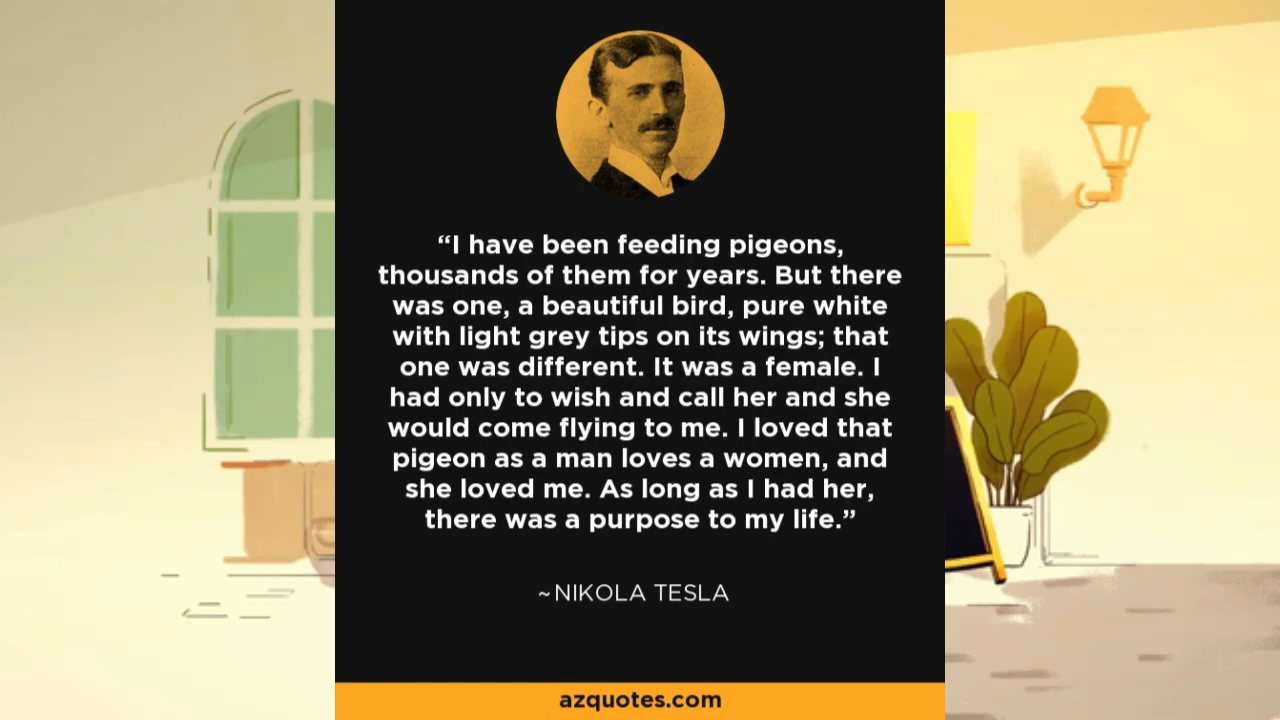 “I have been feeding pigeons,
thousands of them for years. But there
was one, a beautiful bird, pure white
with light grey tips on its wings; that
one was different. It was a female. I
had only to wish and call her and she
would come flying to me. I loved that
pigeon as a man loves a women, and
she loved me. As long as I had her,
there was a purpose to my life.”
~NIKOLA TESLA
azquotes.com